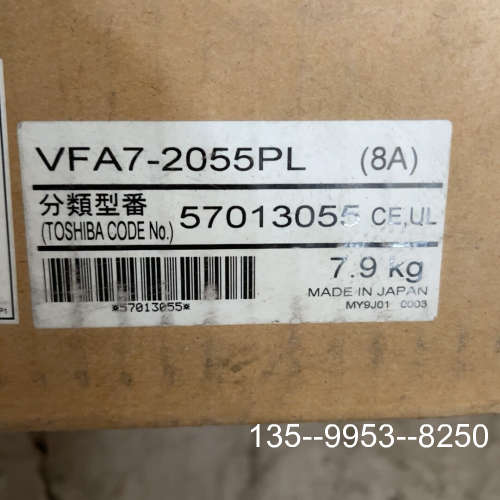 VFA7-2055PL (8A)
分類型番
(TOSHIBA CODE No.) 57013055 CE,UL
7.9 kg
*57013055*
MADE IN JAPAN
MY9J01 0003
135--9953--8250